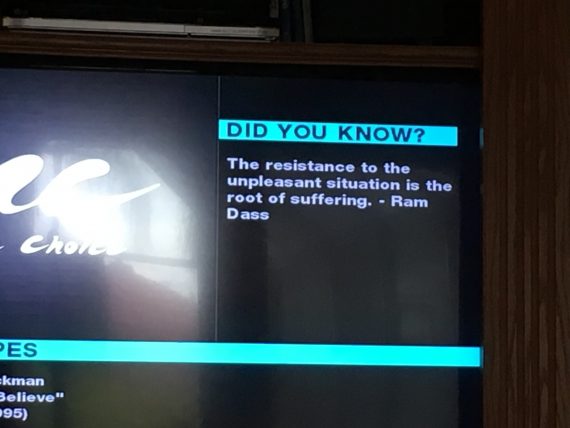 DID YOU KNOW?
The resistance to the
unpleasant situation is the
root of suffering. - Ram
Dass
Choice
PES
ckman
Believe"
995)